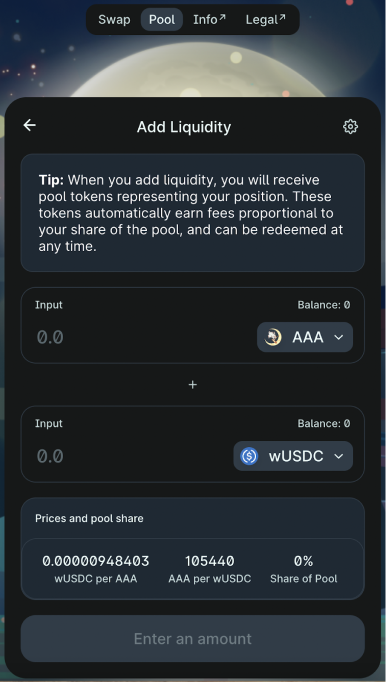 Swap Pool Info↗ Legal↗
Add Liquidity
Tip: When you add liquidity, you will receive
pool tokens representing your position. These
tokens automatically earn fees proportional to
your share of the pool, and can be redeemed at
any time.
Input Balance: 0
0.0 AAA
+
Input Balance: 0
0.0 wUSDC
Prices and pool share
0.00000948403 105440 0%
wUSDC per AAA AAA per wUSDC Share of Pool
Enter an amount